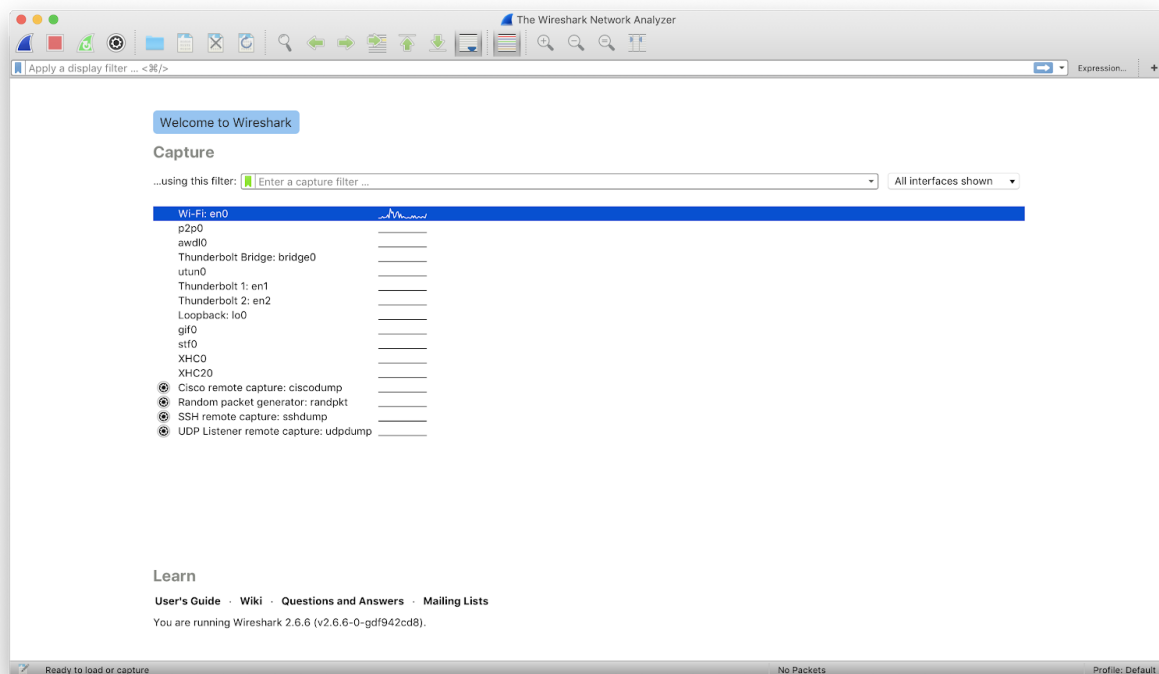 The Wireshark Network Analyzer
Apply a display filter ... <⌘/>
Expression... +
Welcome to Wireshark
Capture
...using this filter: Enter a capture filter ... All interfaces shown
Wi-Fi: en0
p2p0
awdl0
Thunderbolt Bridge: bridge0
utun0
Thunderbolt 1: en1
Thunderbolt 2: en2
Loopback: lo0
gif0
stf0
XHC0
XHC20
Cisco remote capture: ciscodump
Random packet generator: randpkt
SSH remote capture: sshdump
UDP Listener remote capture: udpdump
Learn
User's Guide · Wiki · Questions and Answers · Mailing Lists
You are running Wireshark 2.6.6 (v2.6.6-0-gdf942cd8).
Ready to load or capture No Packets Profile: Default